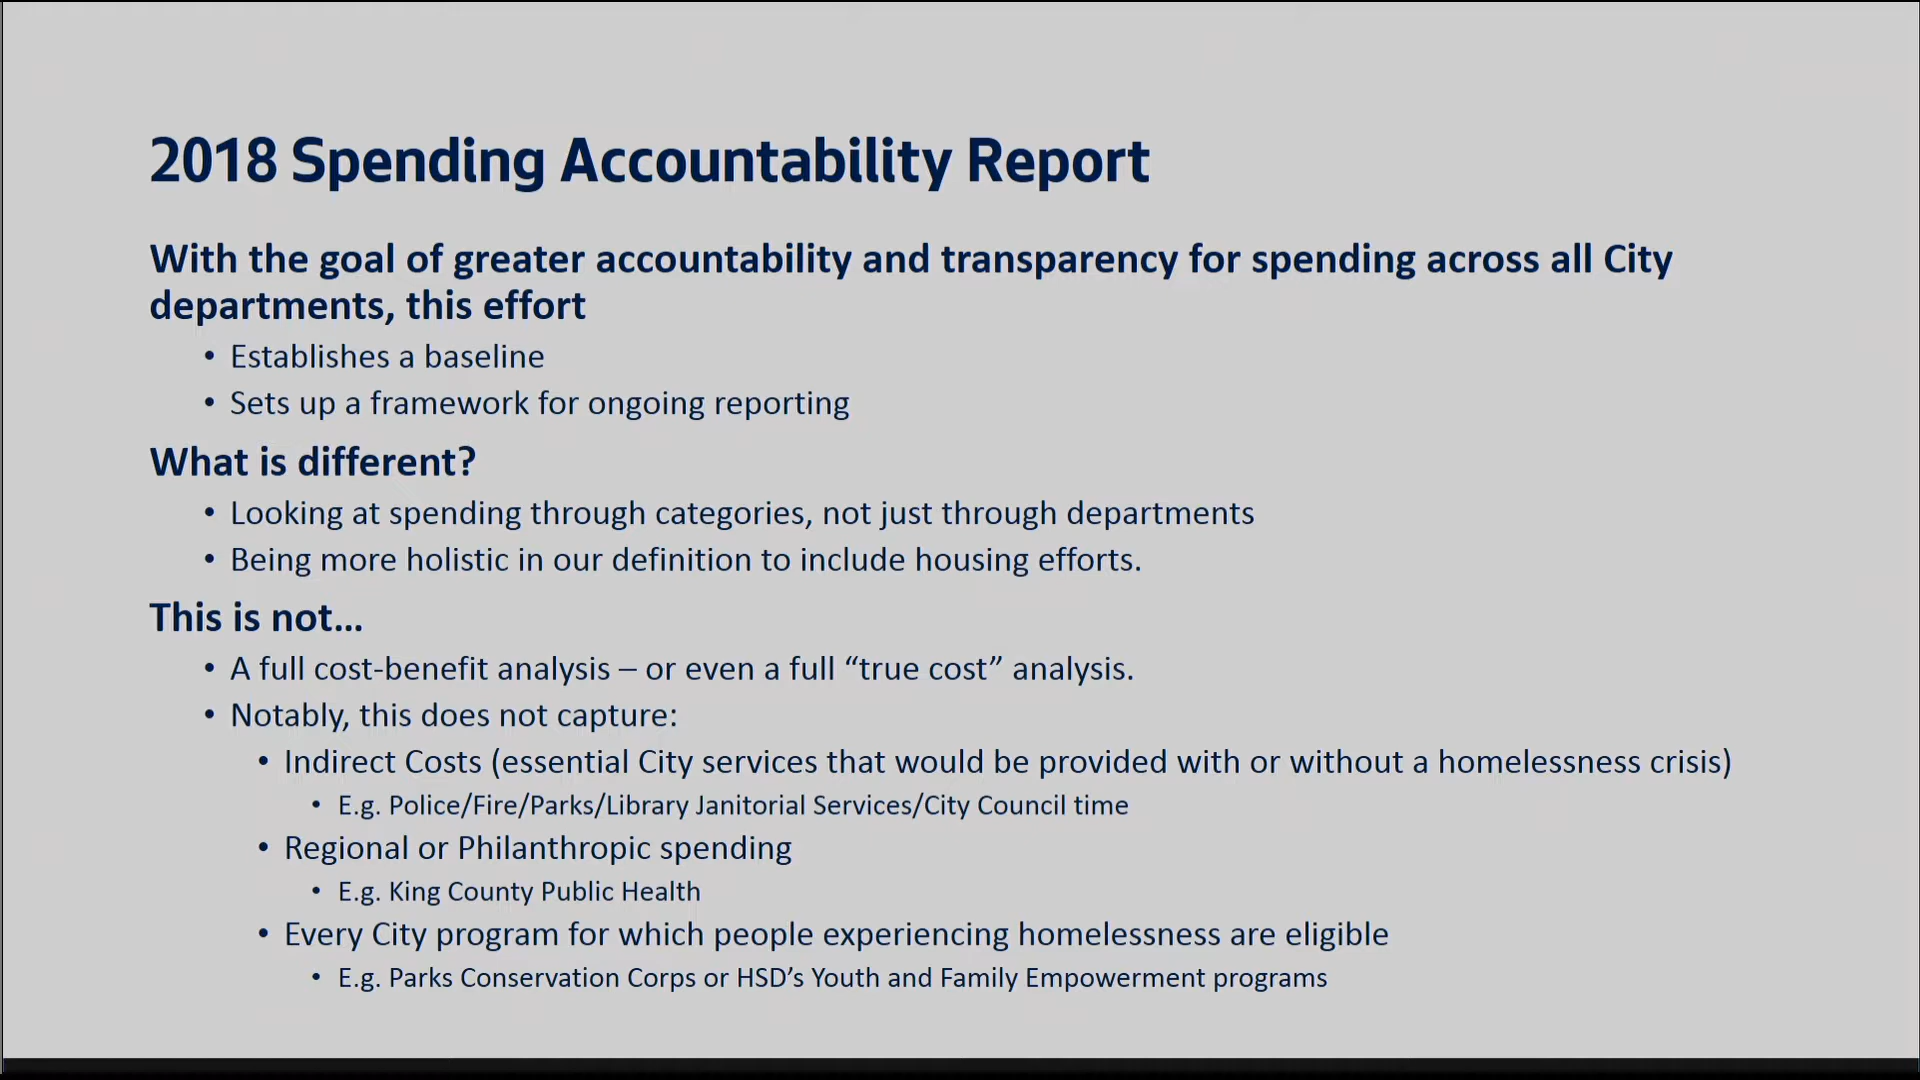 2018 Spending Accountability Report
With the goal of greater accountability and transparency for spending across all City
departments, this effort
• Establishes a baseline
• Sets up a framework for ongoing reporting
What is different?
• Looking at spending through categories, not just through departments
• Being more holistic in our definition to include housing efforts.
This is not…
• A full cost-benefit analysis – or even a full “true cost” analysis.
• Notably, this does not capture:
• Indirect Costs (essential City services that would be provided with or without a homelessness crisis)
• E.g. Police/Fire/Parks/Library Janitorial Services/City Council time
• Regional or Philanthropic spending
• E.g. King County Public Health
• Every City program for which people experiencing homelessness are eligible
• E.g. Parks Conservation Corps or HSD’s Youth and Family Empowerment programs